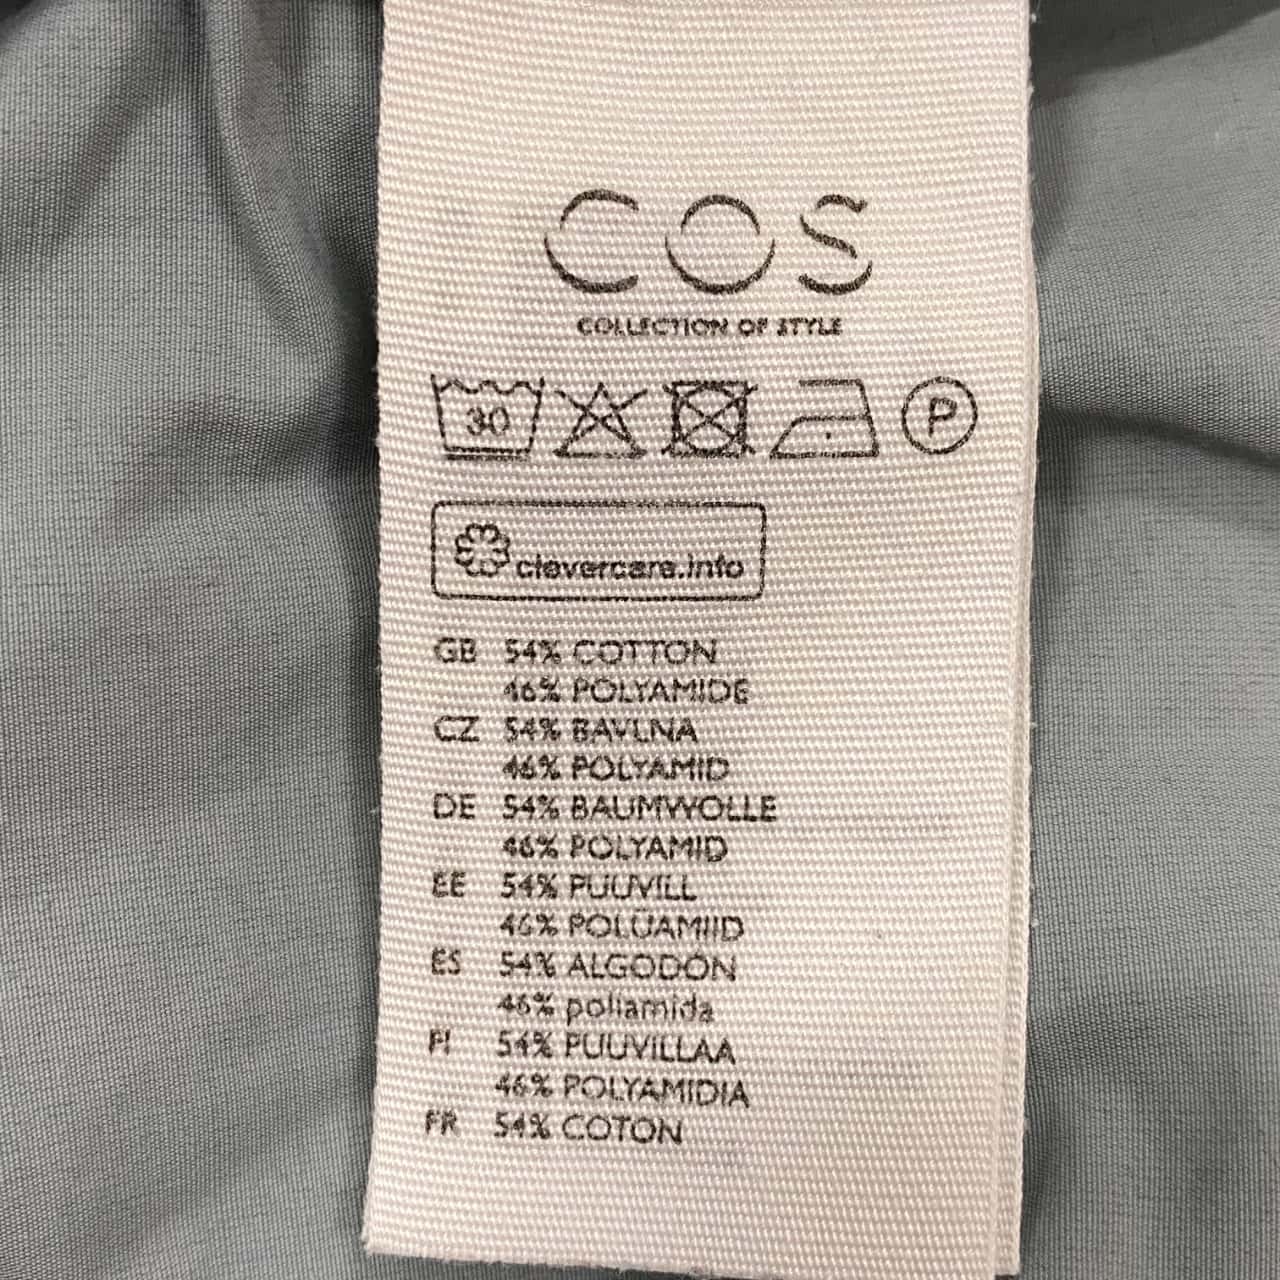 COS
COLLECTION OF STYLE
30 P
clevercare.info
GB 54% COTTON
46% POLYAMIDE
CZ 54% BAVLNA
46% POLYAMID
DE 54% BAUMWOLLE
46% POLYAMID
EE 54% PUUVILL
46% POLÜAMIID
ES 54% ALGODÓN
46% poliamida
FI 54% PUUVILLAA
46% POLYAMIDIA
FR 54% COTON